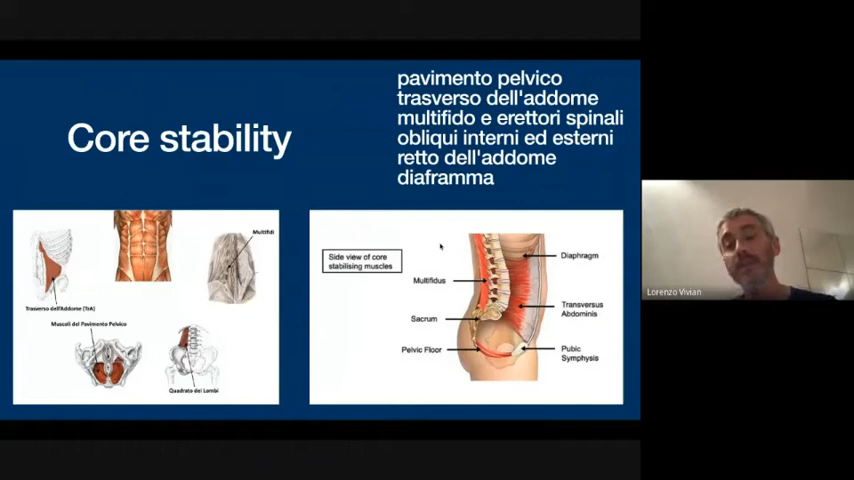 Core stability
pavimento pelvico
trasverso dell'addome
multifido e erettori spinali
obliqui interni ed esterni
retto dell'addome
diaframma
Multifidi
Trasverso dell'Addome (TrA)
Muscoli del Pavimento Pelvico
Quadrato dei Lombi
Side view of core
stabilising muscles
Diaphragm
Multifidus
Transversus
Abdominis
Sacrum
Pelvic Floor
Pubic
Symphysis
Lorenzo Vivian